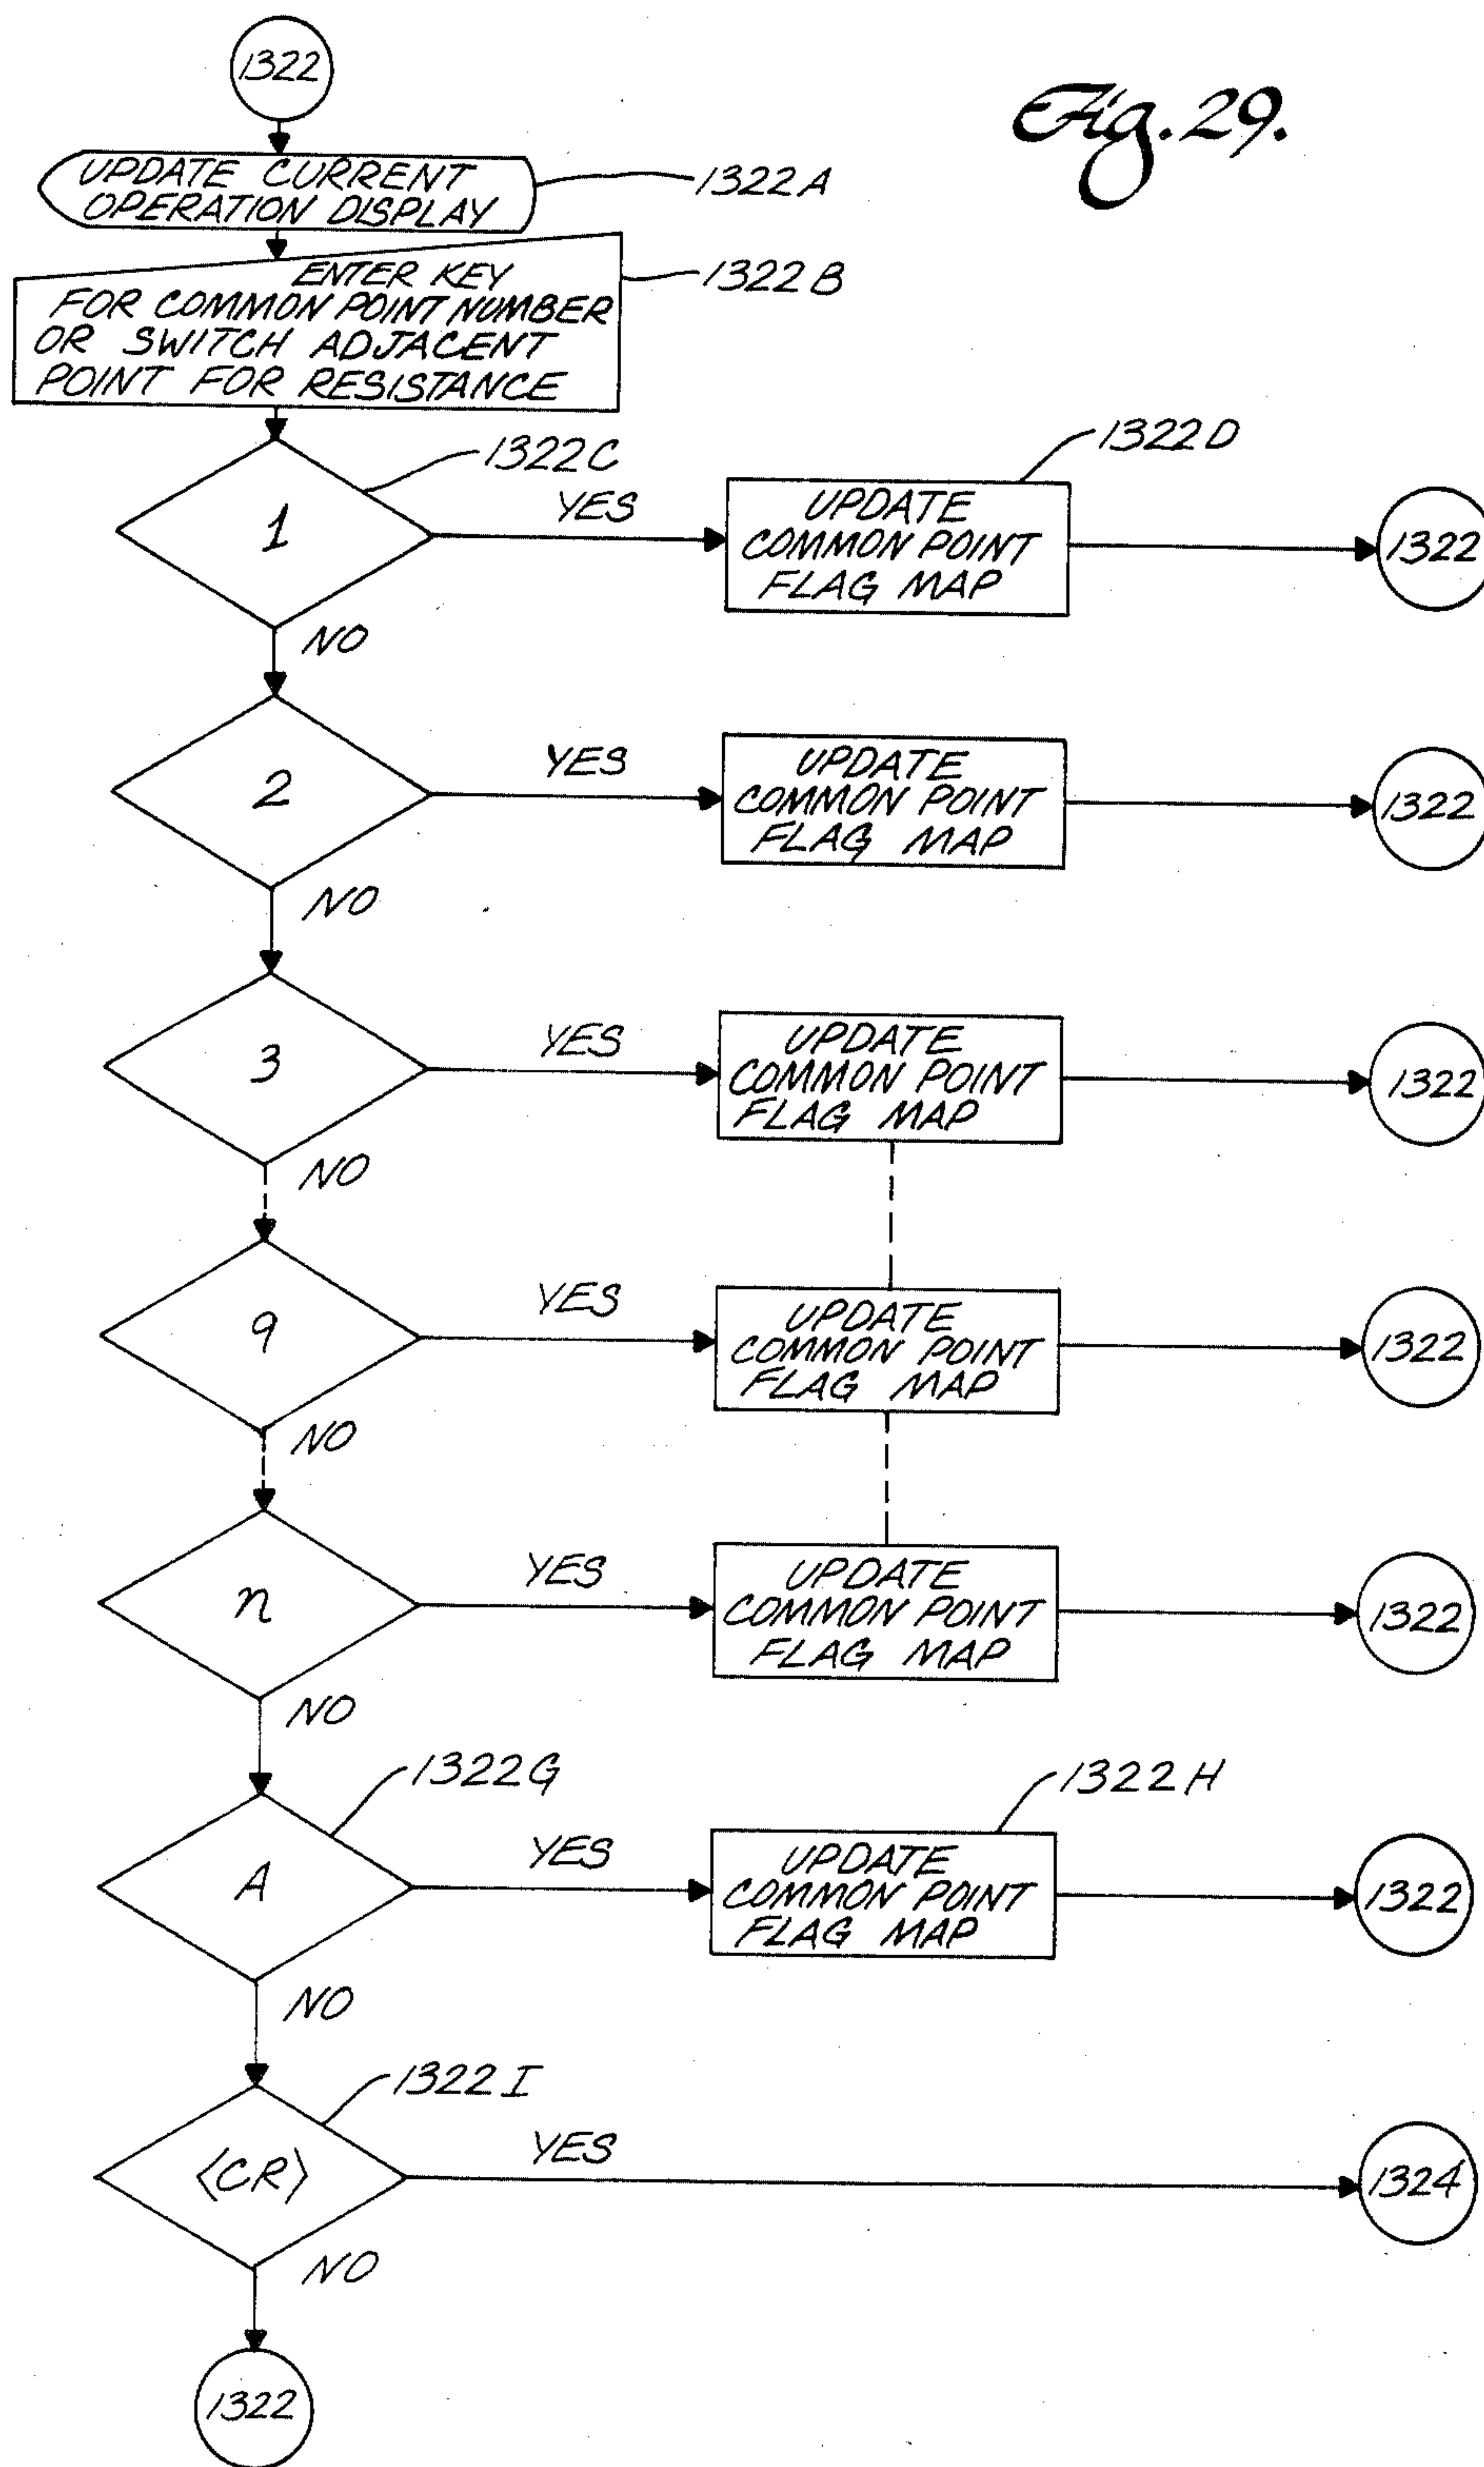 1322
Fig. 29.
UPDATE CURRENT
OPERATION DISPLAY
1322A
ENTER KEY
FOR COMMON POINT NUMBER
OR SWITCH ADJACENT
POINT FOR RESISTANCE
1322B
1322C
1
YES
1322D
UPDATE
COMMON POINT
FLAG MAP
1322
NO
2
YES
UPDATE
COMMON POINT
FLAG MAP
1322
NO
3
YES
UPDATE
COMMON POINT
FLAG MAP
1322
NO
9
YES
UPDATE
COMMON POINT
FLAG MAP
1322
NO
n
YES
UPDATE
COMMON POINT
FLAG MAP
1322
NO
1322G
A
YES
1322H
UPDATE
COMMON POINT
FLAG MAP
1322
NO
1322I
<CR>
YES
1324
NO
1322